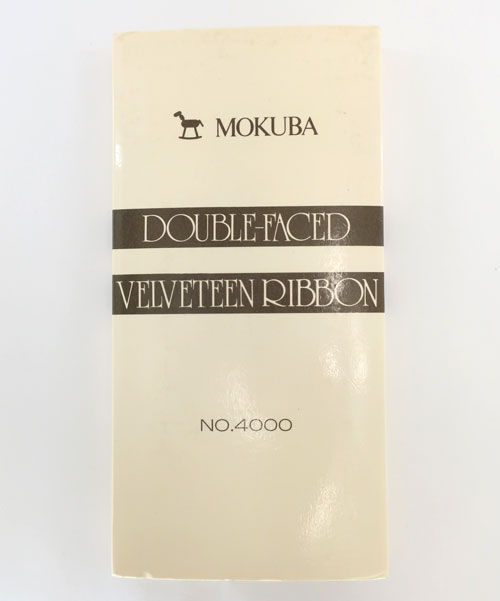 MOKUBA
DOUBLE-FACED
VELVETEEN RIBBON
NO.4000